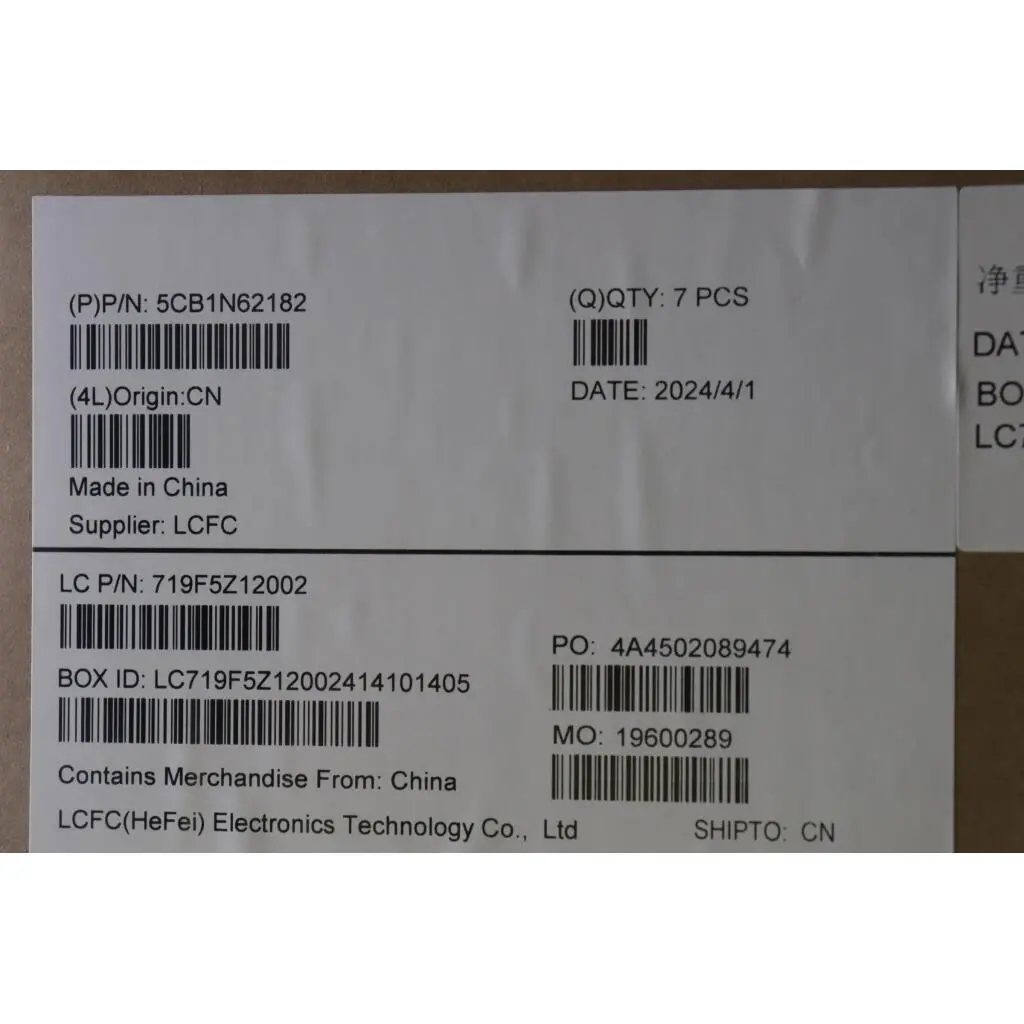 (P)P/N: 5CB1N62182
(Q)QTY: 7 PCS
(4L)Origin:CN
DATE: 2024/4/1
Made in China
Supplier: LCFC
LC P/N: 719F5Z12002
PO: 4A4502089474
BOX ID: LC719F5Z12002414101405
MO: 19600289
Contains Merchandise From: China
LCFC(HeFei) Electronics Technology Co., Ltd
SHIPTO: CN
净
DA
BO
LC7